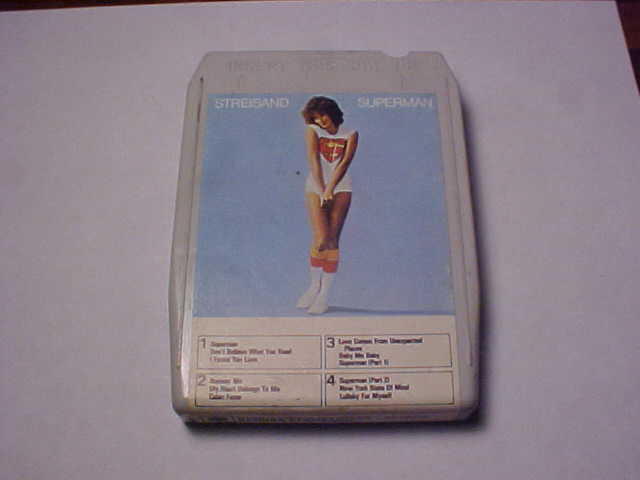 STREISAND SUPERMAN
1 Superman
Don't Believe What You Read
I Found You Love
2 Answer Me
My Heart Belongs To Me
Cabin Fever
3 Love Comes From Unexpected
Places
Baby Me Baby
Superman (Part 1)
4 Superman (Part 2)
New York State Of Mind
Lullaby For Myself